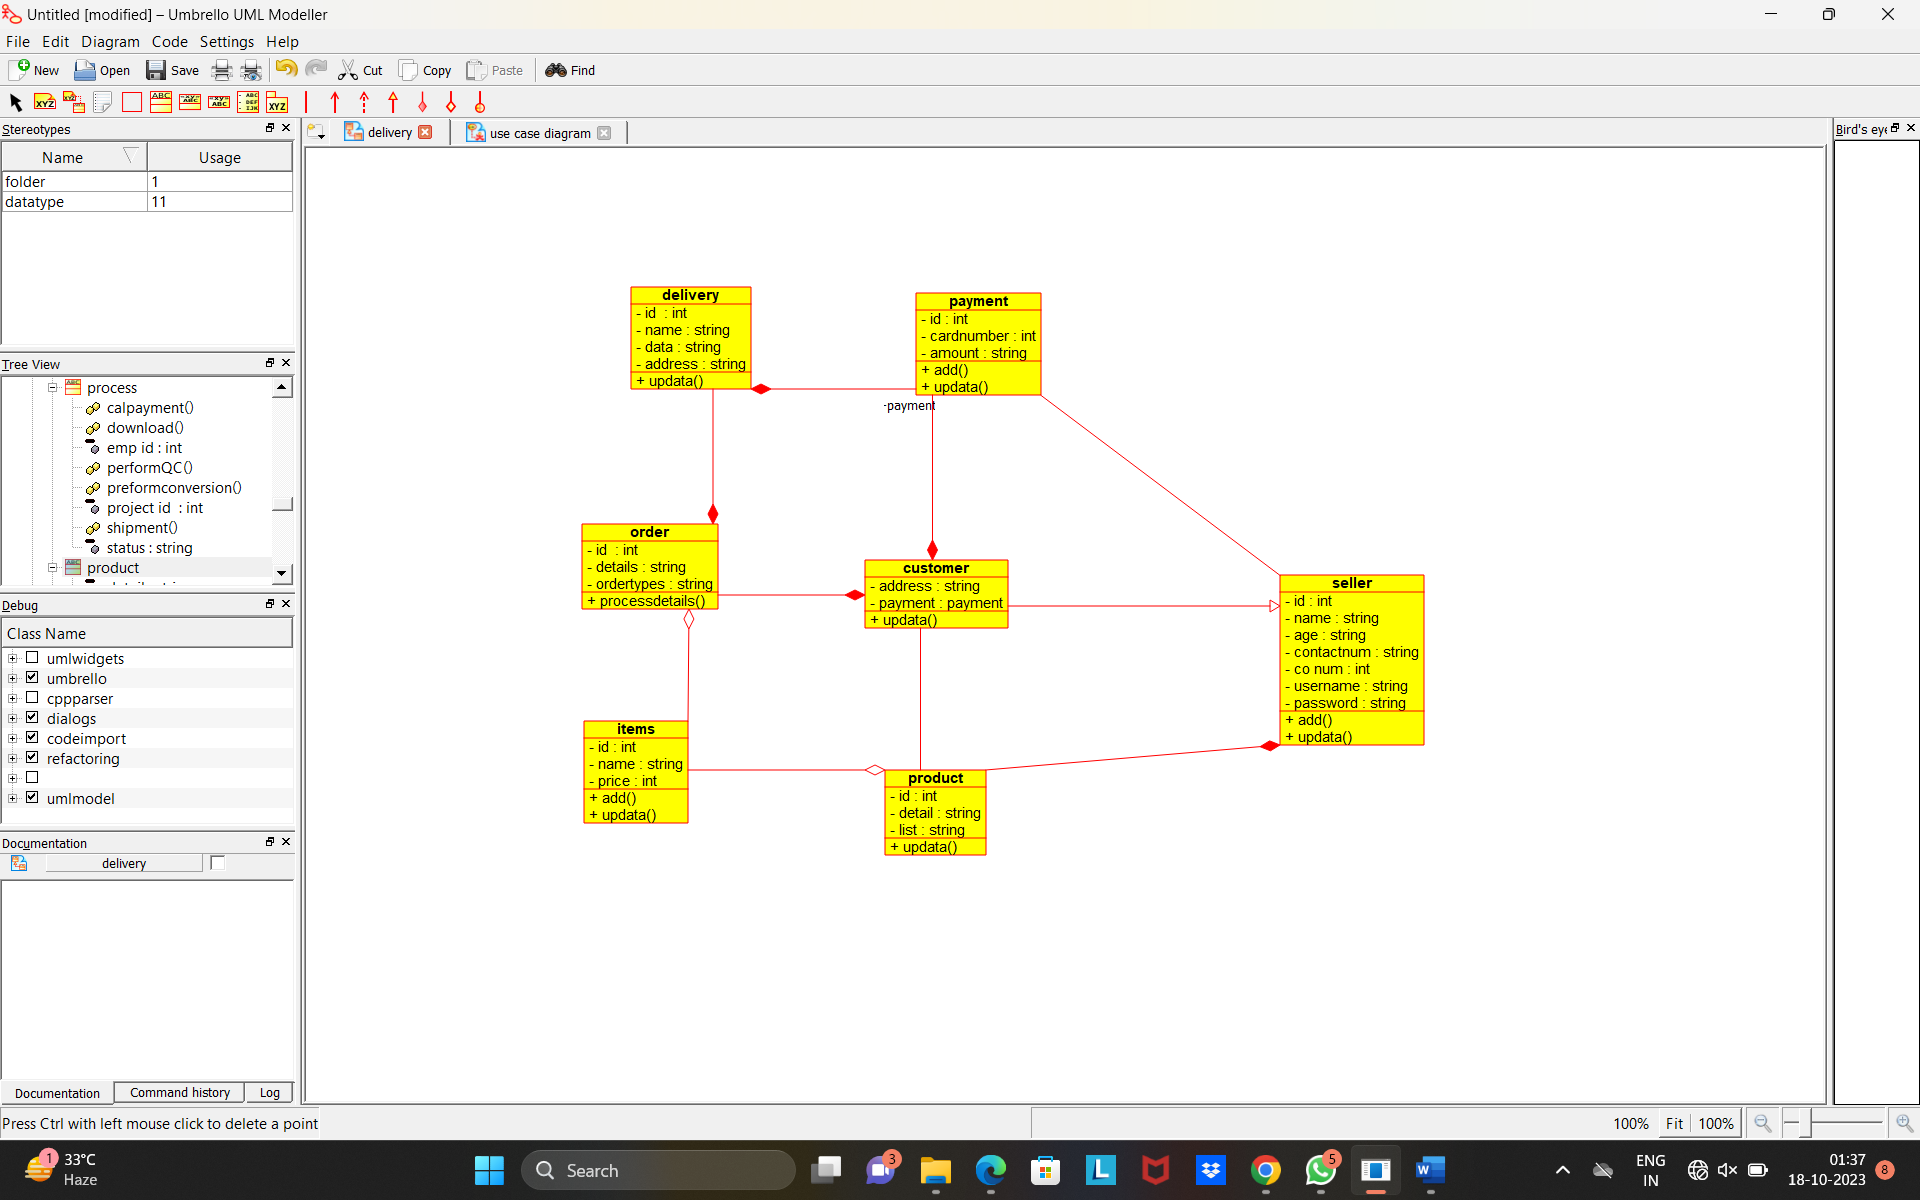 Untitled [modified] – Umbrello UML Modeller
File Edit Diagram Code Settings Help
New Open Save Cut Copy Paste Find
Stereotypes
Name Usage
folder 1
datatype 11
Tree View
process
calpayment()
download()
emp id : int
performQC()
preformconversion()
project id : int
shipment()
status : string
product
Debug
Class Name
umlwidgets
umbrello
cppparser
dialogs
codeimport
refactoring
umlmodel
Documentation
delivery
Documentation Command history Log
Press Ctrl with left mouse click to delete a point
delivery use case diagram
Bird's eye
delivery
- id : int
- name : string
- data : string
- address : string
+ updata()
payment
- id : int
- cardnumber : int
- amount : string
+ add()
+ updata()
-payment
order
- id : int
- details : string
- ordertypes : string
+ processdetails()
customer
- address : string
- payment : payment
+ updata()
seller
- id : int
- name : string
- age : string
- contactnum : string
- co num : int
- username : string
- password : string
+ add()
+ updata()
items
- id : int
- name : string
- price : int
+ add()
+ updata()
product
- id : int
- detail : string
- list : string
+ updata()
100% Fit 100%
1
33°C
Haze
Search
3
5
ENG
IN
01:37
18-10-2023
8